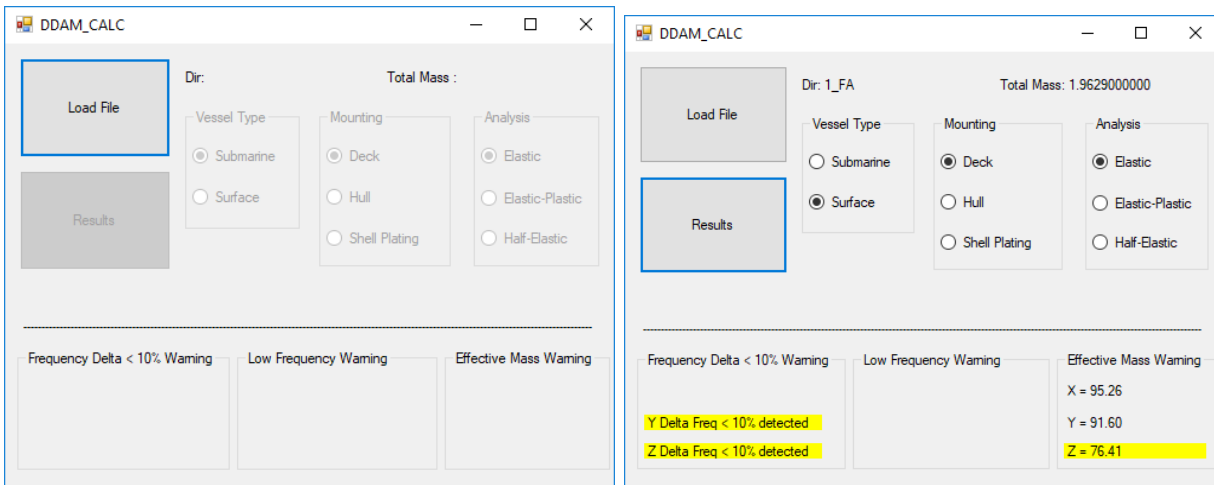 DDAM_CALC
Load File
Dir:
Total Mass :
Vessel Type
Submarine
Surface
Mounting
Deck
Hull
Shell Plating
Analysis
Elastic
Elastic-Plastic
Half-Elastic
Results
Frequency Delta < 10% Warning
Low Frequency Warning
Effective Mass Warning
DDAM_CALC
Load File
Dir: 1_FA
Total Mass: 1.9629000000
Vessel Type
Submarine
Surface
Mounting
Deck
Hull
Shell Plating
Analysis
Elastic
Elastic-Plastic
Half-Elastic
Results
Frequency Delta < 10% Warning
Y Delta Freq < 10% detected
Z Delta Freq < 10% detected
Low Frequency Warning
Effective Mass Warning
X = 95.26
Y = 91.60
Z = 76.41